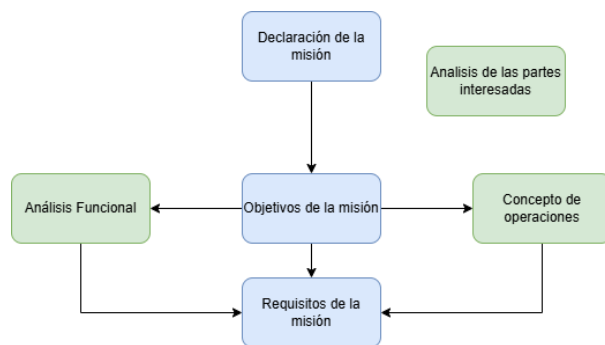 Declaración de la
misión
Analisis de las partes
interesadas
Análisis Funcional
Objetivos de la misión
Concepto de
operaciones
Requisitos de la
misión